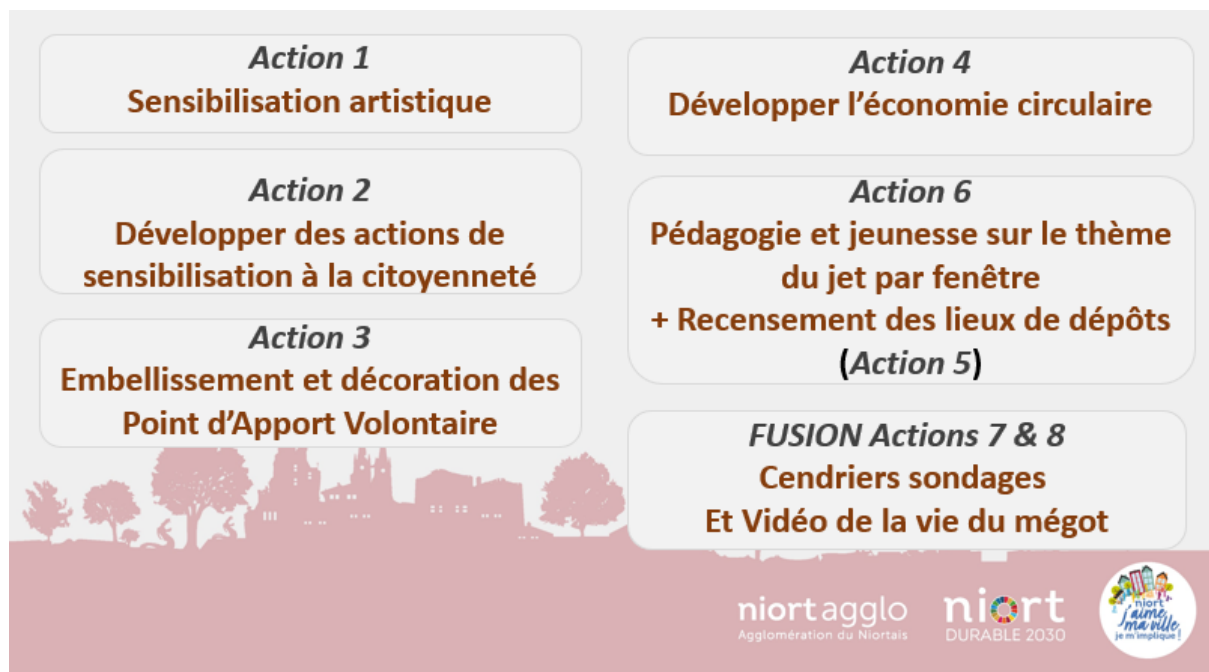 Action 1
Sensibilisation artistique
Action 2
Développer des actions de
sensibilisation à la citoyenneté
Action 3
Embellissement et décoration des
Point d’Apport Volontaire
Action 4
Développer l’économie circulaire
Action 6
Pédagogie et jeunesse sur le thème
du jet par fenêtre
+ Recensement des lieux de dépôts
(Action 5)
FUSION Actions 7 & 8
Cendriers sondages
Et Vidéo de la vie du mégot
niortagglo
Agglomération du Niortais
niort
DURABLE 2030
niort
j'aime
ma ville
je m'implique !